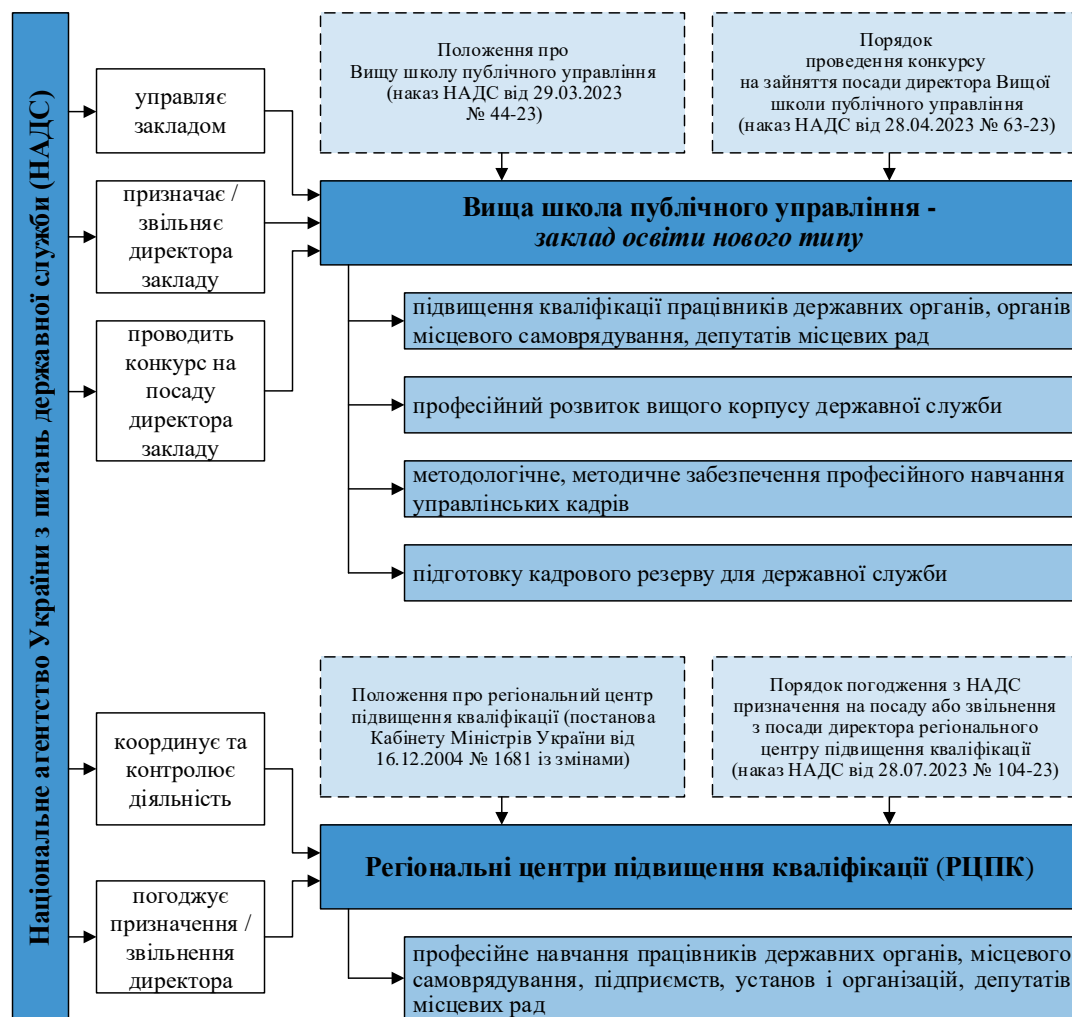 Національне агентство України з питань державної служби (НАДС)
управляє
закладом
призначає /
звільняє
директора
закладу
проводить
конкурс на
посаду
директора
закладу
Положення про
Вищу школу публічного управління
(наказ НАДС від 29.03.2023
№ 44-23)
Порядок
проведення конкурсу
на зайняття посади директора Вищої
школи публічного управління
(наказ НАДС від 28.04.2023 № 63-23)
Вища школа публічного управління -
заклад освіти нового типу
підвищення кваліфікації працівників державних органів, органів
місцевого самоврядування, депутатів місцевих рад
професійний розвиток вищого корпусу державної служби
методологічне, методичне забезпечення професійного навчання
управлінських кадрів
підготовку кадрового резерву для державної служби
координує та
контролює
діяльність
погоджує
призначення /
звільнення
директора
Положення про регіональний центр
підвищення кваліфікації (постанова
Кабінету Міністрів України від
16.12.2004 № 1681 із змінами)
Порядок погодження з НАДС
призначення на посаду або звільнення
з посади директора регіонального
центру підвищення кваліфікації
(наказ НАДС від 28.07.2023 № 104-23)
Регіональні центри підвищення кваліфікації (РЦПК)
професійне навчання працівників державних органів, місцевого
самоврядування, підприємств, установ і організацій, депутатів
місцевих рад